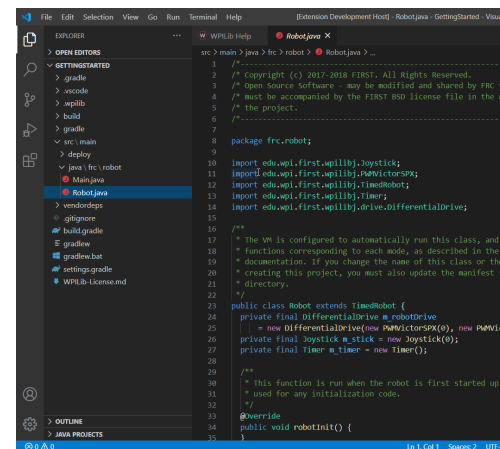 File Edit Selection View Go Run Terminal Help [Extension Development Host] - Robot.java - GettingStarted - Visua
EXPLORER ...
OPEN EDITORS
GETTINGSTARTED
.gradle
.vscode
.wpilib
build
gradle
src \ main
deploy
java \ frc \ robot
Main.java
Robot.java
vendordeps
.gitignore
build.gradle
gradlew
gradlew.bat
settings.gradle
WPILib-License.md
OUTLINE
JAVA PROJECTS
WPILib Help Robot.java
src > main > java > frc > robot > Robot.java > ...
1 /*----------------------------------------------------------
2 /* Copyright (c) 2017-2018 FIRST. All Rights Reserved.
3 /* Open Source Software - may be modified and shared by FRC
4 /* must be accompanied by the FIRST BSD license file in the
5 /* the project.
6 /*----------------------------------------------------------
7
8 package frc.robot;
9
10 import edu.wpi.first.wpilibj.Joystick;
11 import edu.wpi.first.wpilibj.PWMVictorSPX;
12 import edu.wpi.first.wpilibj.TimedRobot;
13 import edu.wpi.first.wpilibj.Timer;
14 import edu.wpi.first.wpilibj.drive.DifferentialDrive;
15
16 /**
17 * The VM is configured to automatically run this class, and
18 * functions corresponding to each mode, as described in the
19 * documentation. If you change the name of this class or the
20 * creating this project, you must also update the manifest
21 * directory.
22 */
23 public class Robot extends TimedRobot {
24 private final DifferentialDrive m_robotDrive
25 = new DifferentialDrive(new PWMVictorSPX(0), new PWMVi
26 private final Joystick m_stick = new Joystick(0);
27 private final Timer m_timer = new Timer();
28
29 /**
30 * This function is run when the robot is first started up
31 * used for any initialization code.
32 */
33 @Override
34 public void robotInit() {
35 }
0 0 Ln 1, Col 1 Spaces: 2 UTF-